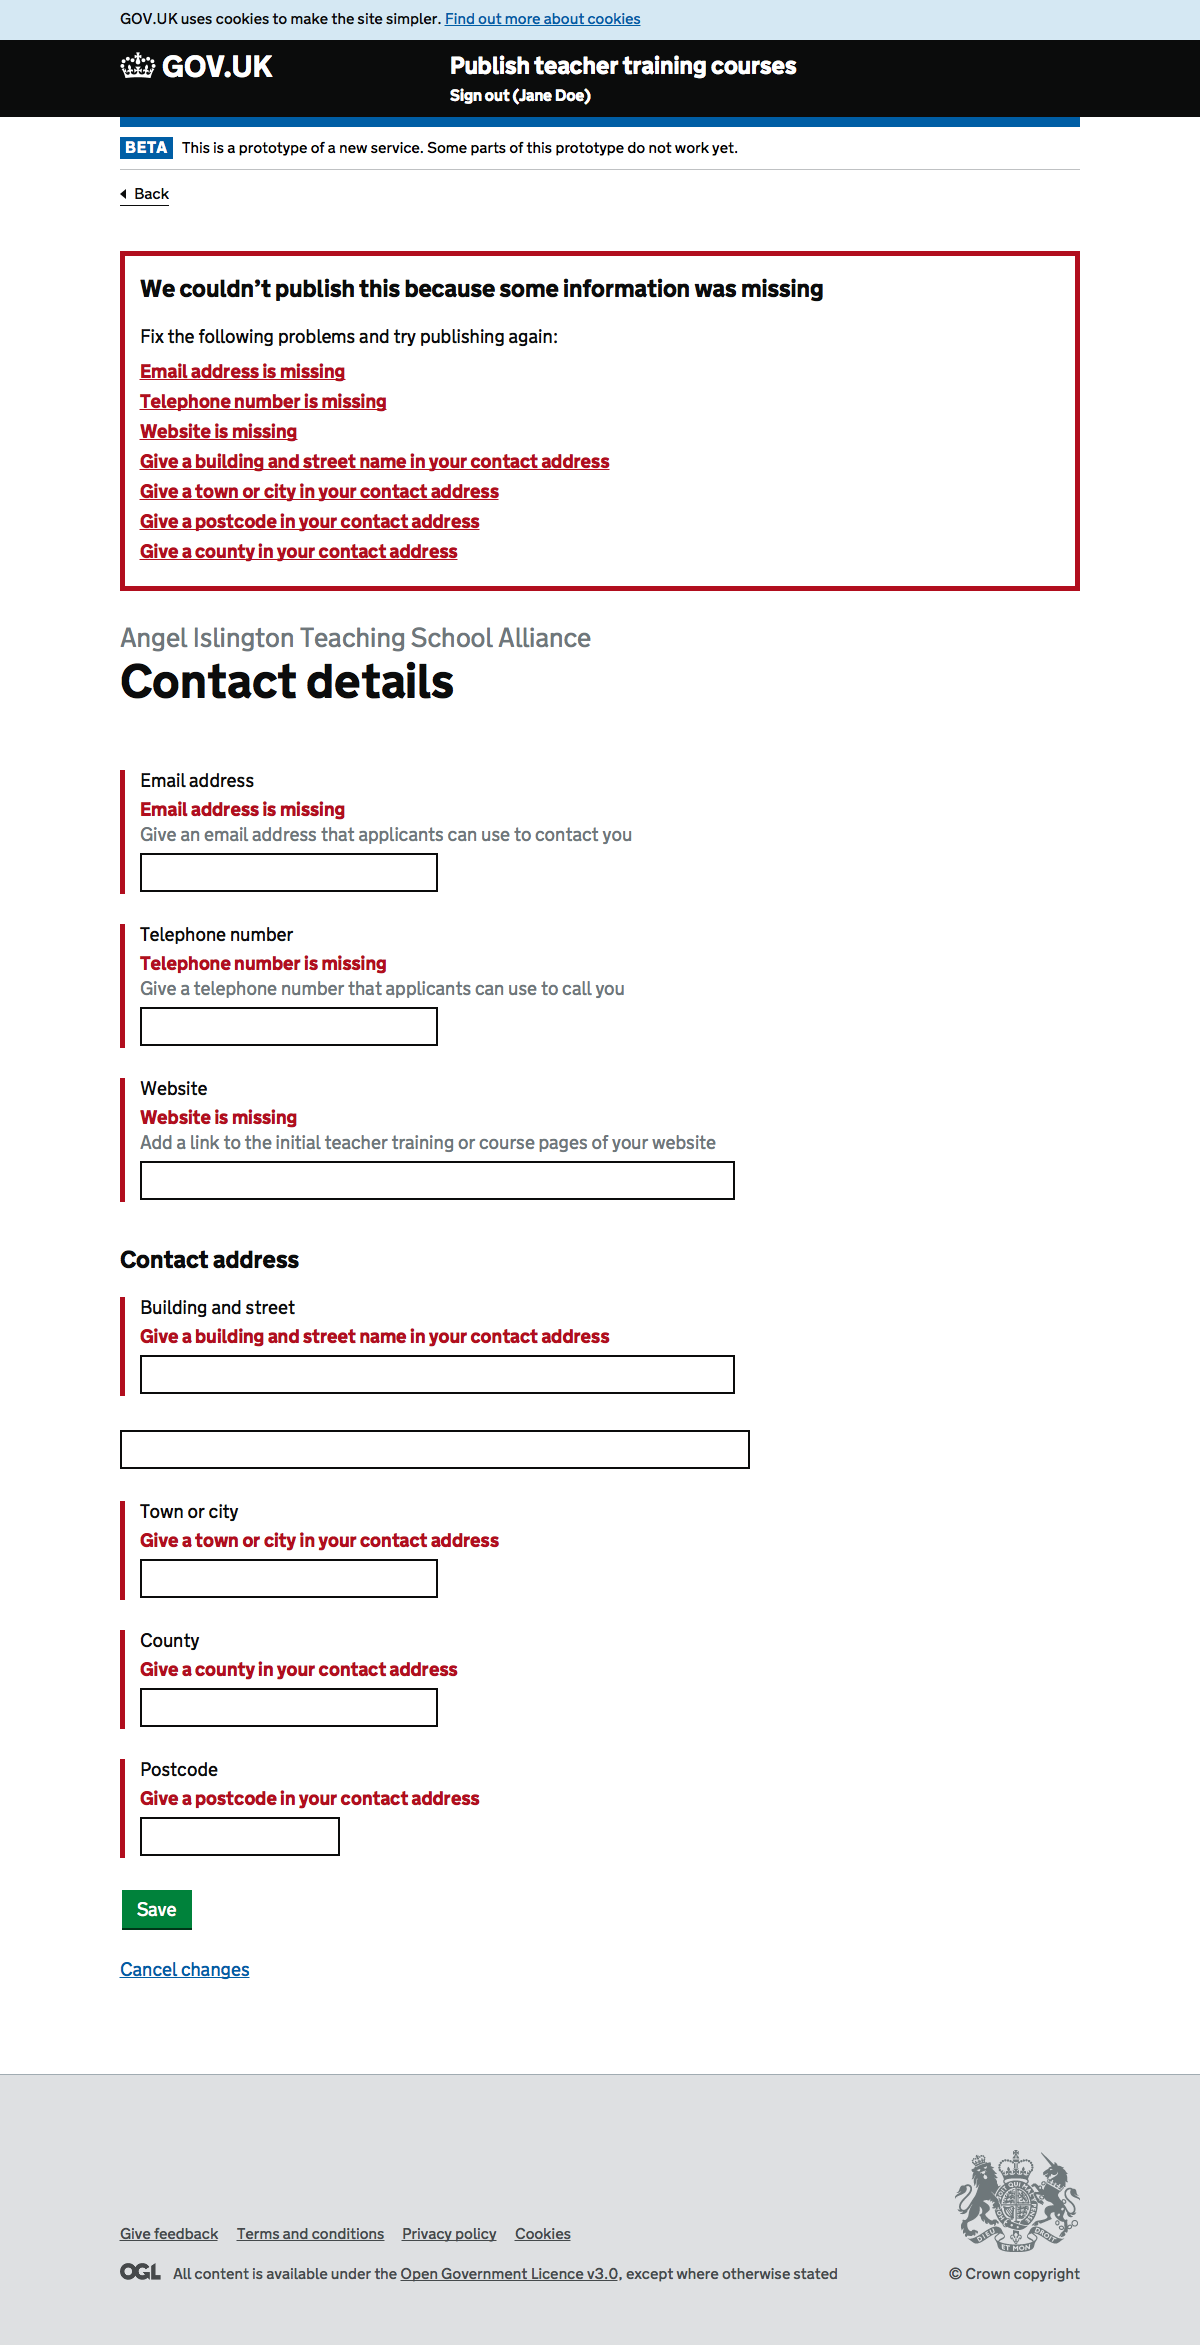 GOV.UK uses cookies to make the site simpler. Find out more about cookies
GOV.UK
Publish teacher training courses
Sign out (Jane Doe)
BETA This is a prototype of a new service. Some parts of this prototype do not work yet.
Back
We couldn’t publish this because some information was missing
Fix the following problems and try publishing again:
Email address is missing
Telephone number is missing
Website is missing
Give a building and street name in your contact address
Give a town or city in your contact address
Give a postcode in your contact address
Give a county in your contact address
Angel Islington Teaching School Alliance
Contact details
Email address
Email address is missing
Give an email address that applicants can use to contact you
Telephone number
Telephone number is missing
Give a telephone number that applicants can use to call you
Website
Website is missing
Add a link to the initial teacher training or course pages of your website
Contact address
Building and street
Give a building and street name in your contact address
Town or city
Give a town or city in your contact address
County
Give a county in your contact address
Postcode
Give a postcode in your contact address
Save
Cancel changes
DIEU ET MON DROIT
Give feedback Terms and conditions Privacy policy Cookies
OGL All content is available under the Open Government Licence v3.0, except where otherwise stated
© Crown copyright